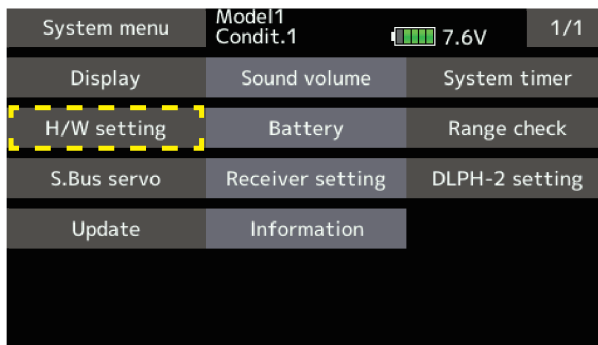 System menu
Model1
Condit.1
7.6V
1/1
Display
Sound volume
System timer
H/W setting
Battery
Range check
S.Bus servo
Receiver setting
DLPH-2 setting
Update
Information